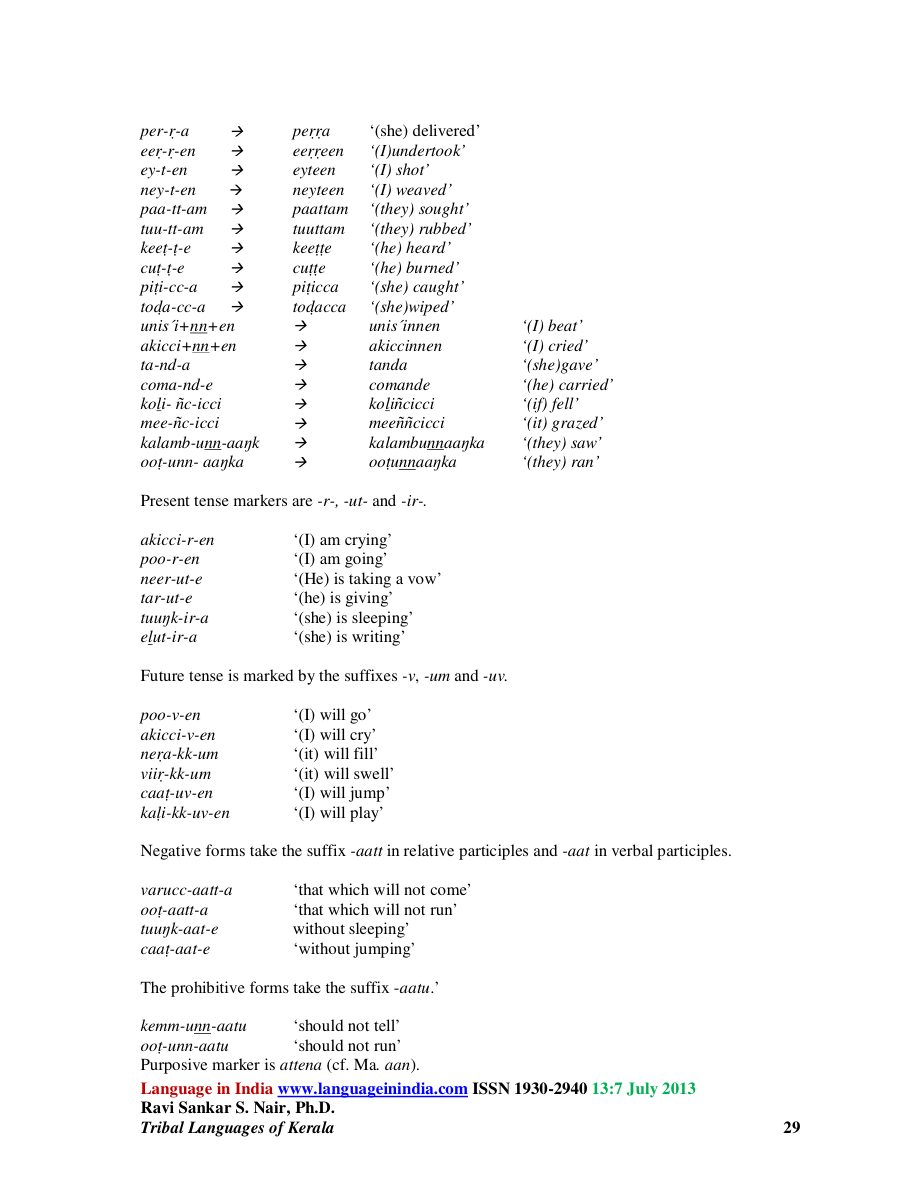 per-ṛ-a → peṛṛa ‘(she) delivered’
eeṛ-ṛ-en → eeṛṛeen ‘(I)undertook’
ey-t-en → eyteen ‘(I) shot’
ney-t-en → neyteen ‘(I) weaved’
paa-tt-am → paattam ‘(they) sought’
tuu-tt-am → tuuttam ‘(they) rubbed’
keeṭ-ṭ-e → keeṭṭe ‘(he) heard’
cuṭ-ṭ-e → cuṭṭe ‘(he) burned’
piṭi-cc-a → piṭicca ‘(she) caught’
toḍa-cc-a → toḍacca ‘(she)wiped’
unis´i+n̲n̲+en → unis´innen ‘(I) beat’
akicci+n̲n̲+en → akiccinnen ‘(I) cried’
ta-nd-a → tanda ‘(she)gave’
coma-nd-e → comande ‘(he) carried’
koḻi- ñc-icci → koḻiñcicci ‘(if) fell’
mee-ñc-icci → meeññcicci ‘(it) grazed’
kalamb-un̲n̲-aaŋk → kalambun̲n̲aaŋka ‘(they) saw’
ooṭ-unn- aaŋka → ooṭun̲n̲aaŋka ‘(they) ran’
Present tense markers are -r-, -ut- and -ir-.
akicci-r-en ‘(I) am crying’
poo-r-en ‘(I) am going’
neer-ut-e ‘(He) is taking a vow’
tar-ut-e ‘(he) is giving’
tuuŋk-ir-a ‘(she) is sleeping’
eḻut-ir-a ‘(she) is writing’
Future tense is marked by the suffixes -v, -um and -uv.
poo-v-en ‘(I) will go’
akicci-v-en ‘(I) will cry’
neṛa-kk-um ‘(it) will fill’
viiṛ-kk-um ‘(it) will swell’
caaṭ-uv-en ‘(I) will jump’
kaḷi-kk-uv-en ‘(I) will play’
Negative forms take the suffix -aatt in relative participles and -aat in verbal participles.
varucc-aatt-a ‘that which will not come’
ooṭ-aatt-a ‘that which will not run’
tuuŋk-aat-e without sleeping’
caaṭ-aat-e ‘without jumping’
The prohibitive forms take the suffix -aatu.’
kemm-un̲n̲-aatu ‘should not tell’
ooṭ-unn-aatu ‘should not run’
Purposive marker is attena (cf. Ma. aan).
Language in India www.languageinindia.com ISSN 1930-2940 13:7 July 2013
Ravi Sankar S. Nair, Ph.D.
Tribal Languages of Kerala 29